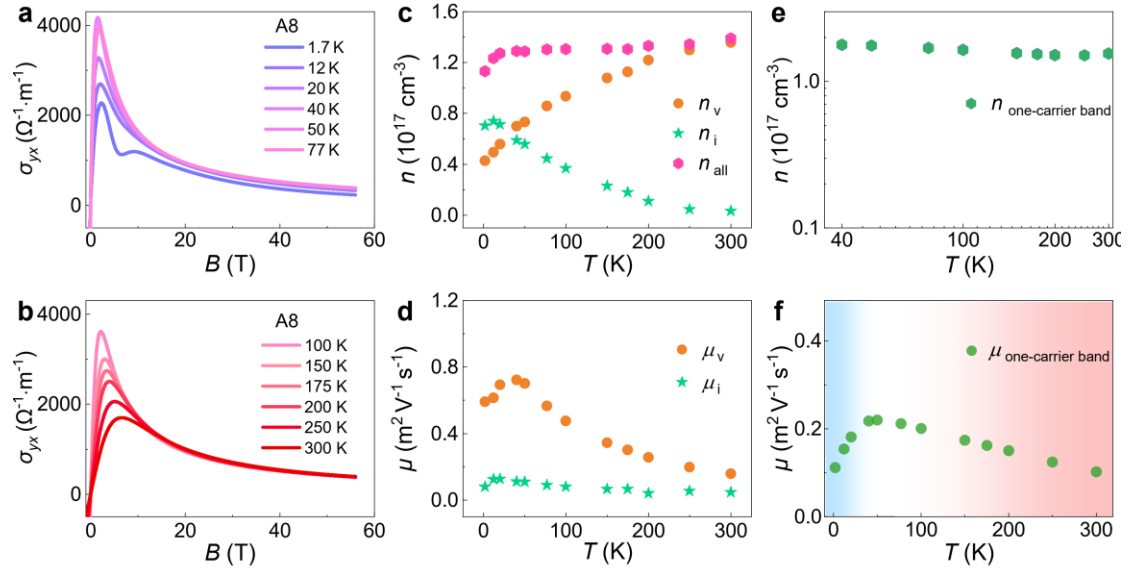 a
A8
1.7 K
12 K
20 K
40 K
50 K
77 K
4000
2000
0
σyx (Ω-1·m-1)
0 20 40 60
B (T)
c
1.8
1.2
0.6
0.0
n (10^17 cm-3)
nv
ni
nall
0 100 200 300
T (K)
e
1.0
0.1
n (10^17 cm-3)
n one-carrier band
40 100 200 300
T (K)
b
A8
100 K
150 K
175 K
200 K
250 K
300 K
4000
2000
0
σyx (Ω-1·m-1)
0 20 40 60
B (T)
d
1.2
0.8
0.4
0.0
μ (m2 V-1 s-1)
μv
μi
0 100 200 300
T (K)
f
0.4
0.2
0.0
μ (m2 V-1 s-1)
μ one-carrier band
0 100 200 300
T (K)